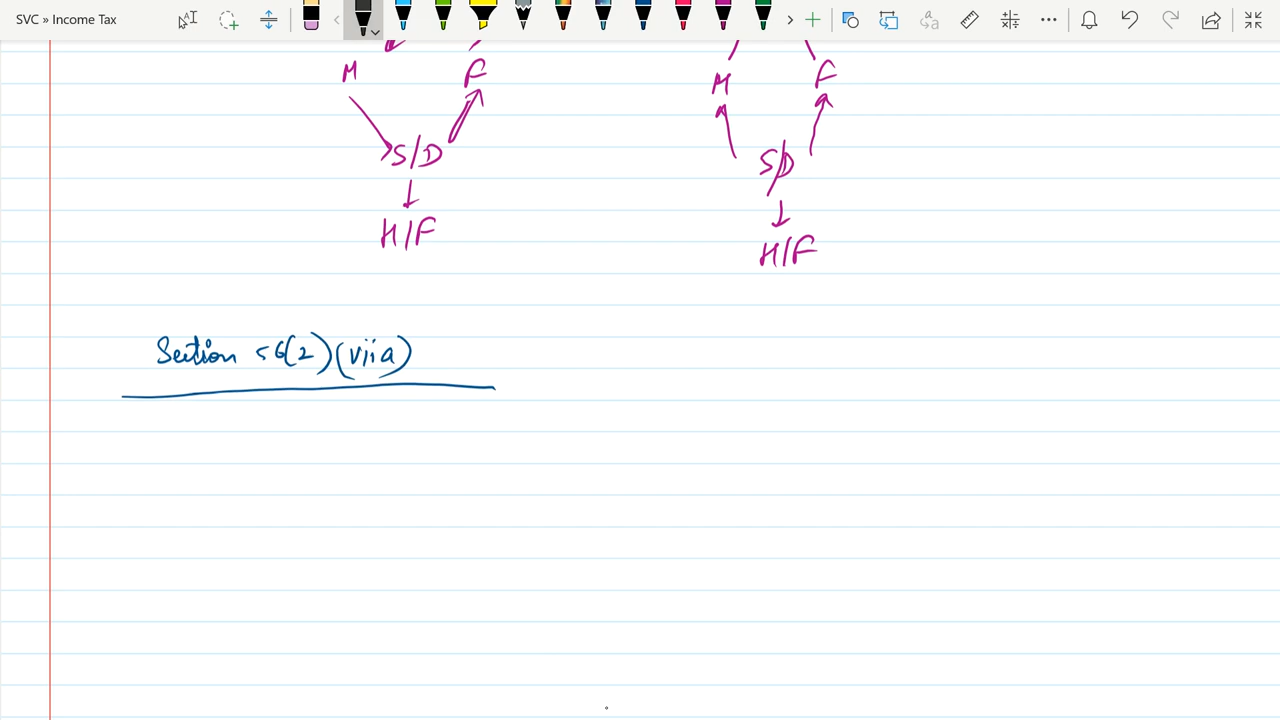 SVC » Income Tax
M F M F
S/D S/D
H/F H/F
Section 56(2)(viia)